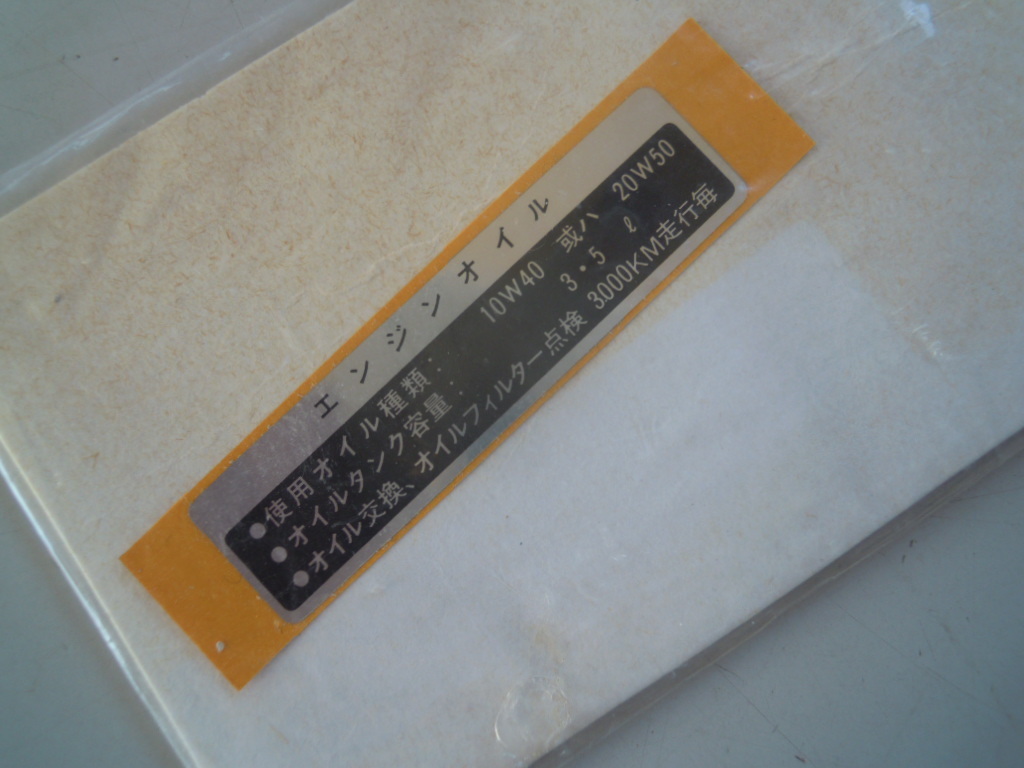 エンジンオイル
●使用オイル種類: 10W40 或ハ 20W50
●オイルタンク容量: 3・5 ℓ
●オイル交換、オイルフィルター点検 3000KM走行毎